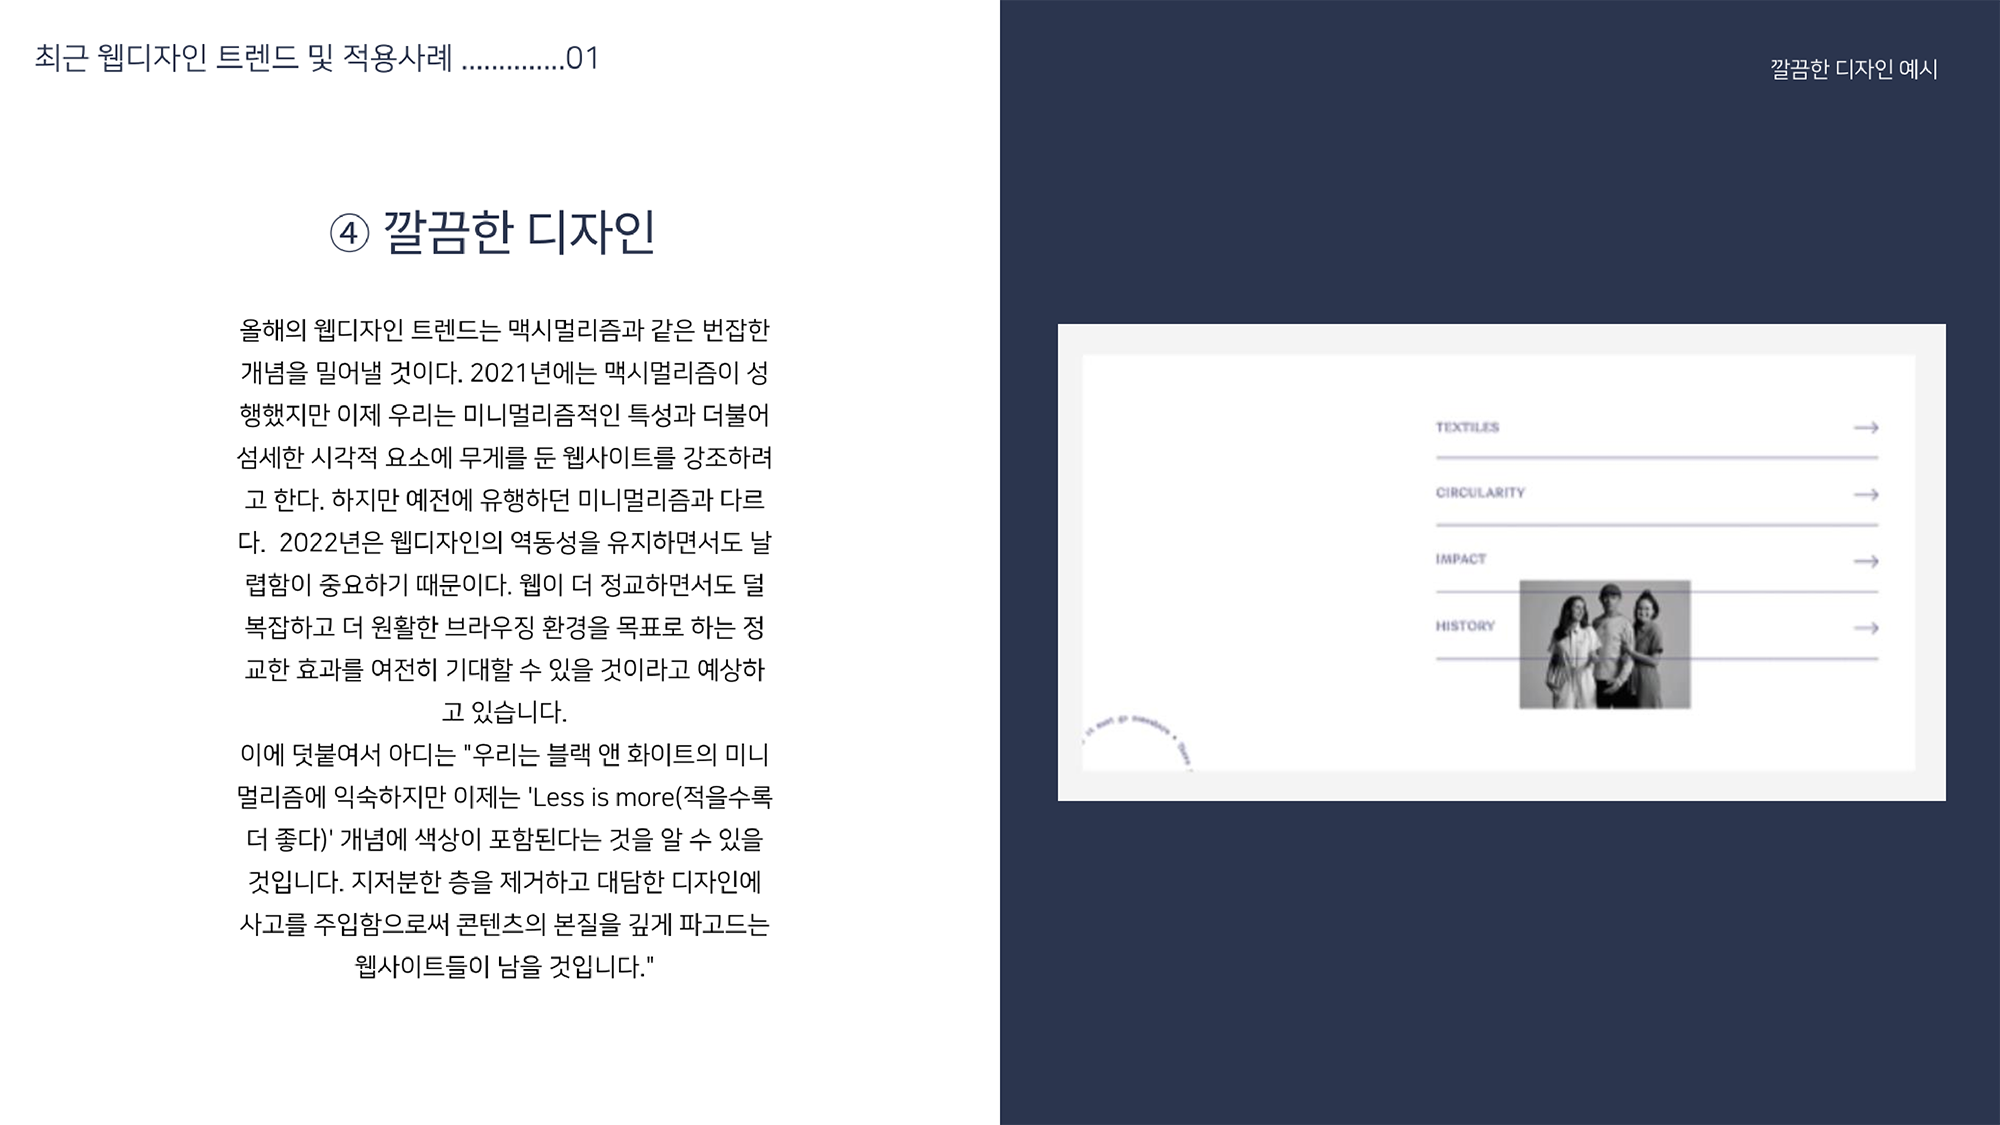 최근 웹디자인 트렌드 및 적용사례 ..............01
④ 깔끔한 디자인
올해의 웹디자인 트렌드는 맥시멀리즘과 같은 번잡한
개념을 밀어낼 것이다. 2021년에는 맥시멀리즘이 성
행했지만 이제 우리는 미니멀리즘적인 특성과 더불어
섬세한 시각적 요소에 무게를 둔 웹사이트를 강조하려
고 한다. 하지만 예전에 유행하던 미니멀리즘과 다르
다.  2022년은 웹디자인의 역동성을 유지하면서도 날
렵함이 중요하기 때문이다. 웹이 더 정교하면서도 덜
복잡하고 더 원활한 브라우징 환경을 목표로 하는 정
교한 효과를 여전히 기대할 수 있을 것이라고 예상하
고 있습니다.
이에 덧붙여서 아디는 "우리는 블랙 앤 화이트의 미니
멀리즘에 익숙하지만 이제는 'Less is more(적을수록
더 좋다)' 개념에 색상이 포함된다는 것을 알 수 있을
것입니다. 지저분한 층을 제거하고 대담한 디자인에
사고를 주입함으로써 콘텐츠의 본질을 깊게 파고드는
웹사이트들이 남을 것입니다."
깔끔한 디자인 예시
TEXTILES
CIRCULARITY
IMPACT
HISTORY